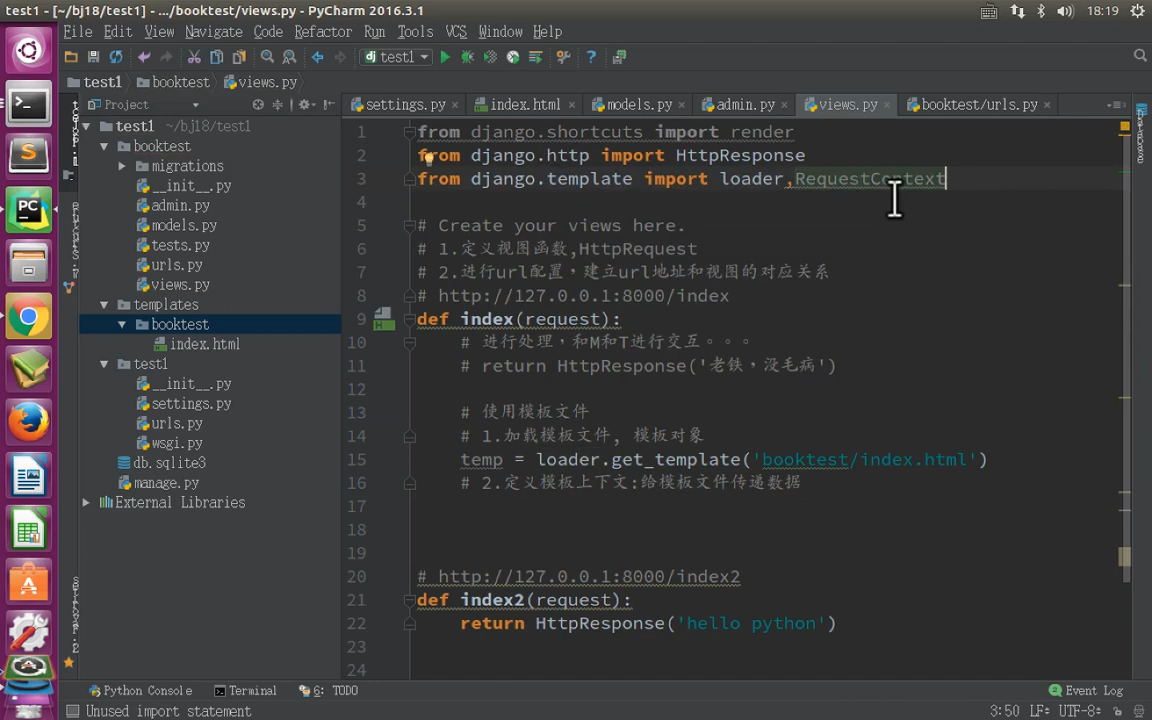 test1 - [~/bj18/test1] - .../booktest/views.py - PyCharm 2016.3.1
18:19
File Edit View Navigate Code Refactor Run Tools VCS Window Help
test1
test1 booktest views.py
Project
settings.py index.html models.py admin.py views.py booktest/urls.py
test1 ~/bj18/test1
booktest
migrations
__init__.py
admin.py
models.py
tests.py
urls.py
views.py
templates
booktest
index.html
test1
__init__.py
settings.py
urls.py
wsgi.py
db.sqlite3
manage.py
External Libraries
1 from django.shortcuts import render
2 from django.http import HttpResponse
3 from django.template import loader,RequestContext
4
5 # Create your views here.
6 # 1.定义视图函数,HttpRequest
7 # 2.进行url配置，建立url地址和视图的对应关系
8 # http://127.0.0.1:8000/index
9 def index(request):
10 # 进行处理，和M和T进行交互。。。
11 # return HttpResponse('老铁，没毛病')
12
13 # 使用模板文件
14 # 1.加载模板文件, 模板对象
15 temp = loader.get_template('booktest/index.html')
16 # 2.定义模板上下文:给模板文件传递数据
17
18
19
20 # http://127.0.0.1:8000/index2
21 def index2(request):
22 return HttpResponse('hello python')
23
24
Python Console Terminal 6: TODO 2 Event Log
Unused import statement 3:50 LF÷ UTF-8÷